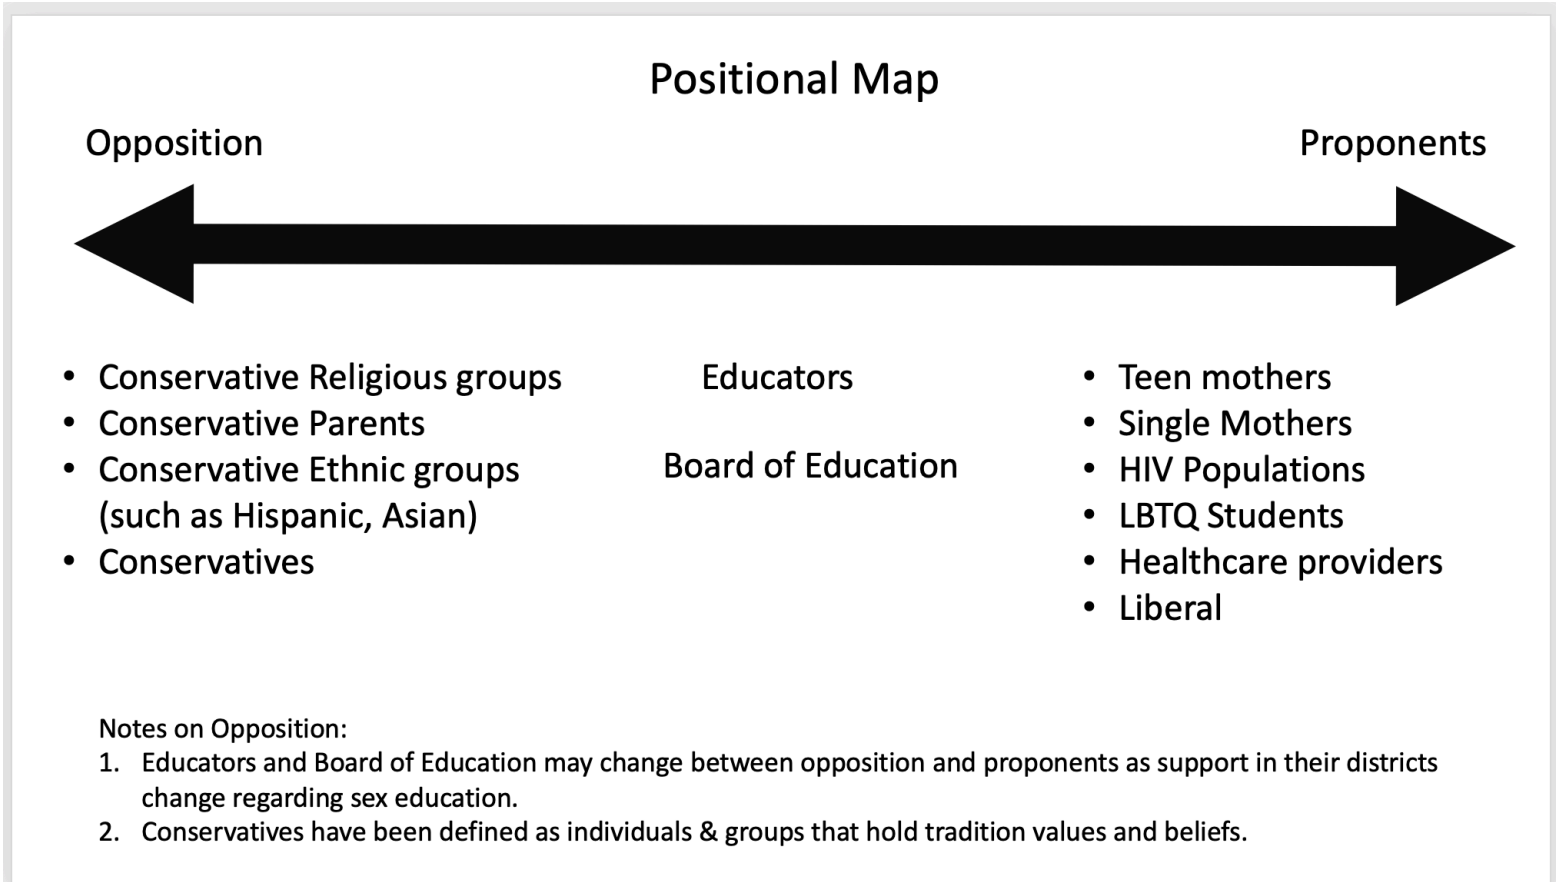 Positional Map
Opposition
Proponents
• Conservative Religious groups
• Conservative Parents
• Conservative Ethnic groups
(such as Hispanic, Asian)
• Conservatives
Educators
Board of Education
• Teen mothers
• Single Mothers
• HIV Populations
• LBTQ Students
• Healthcare providers
• Liberal
Notes on Opposition:
1. Educators and Board of Education may change between opposition and proponents as support in their districts
change regarding sex education.
2. Conservatives have been defined as individuals & groups that hold tradition values and beliefs.